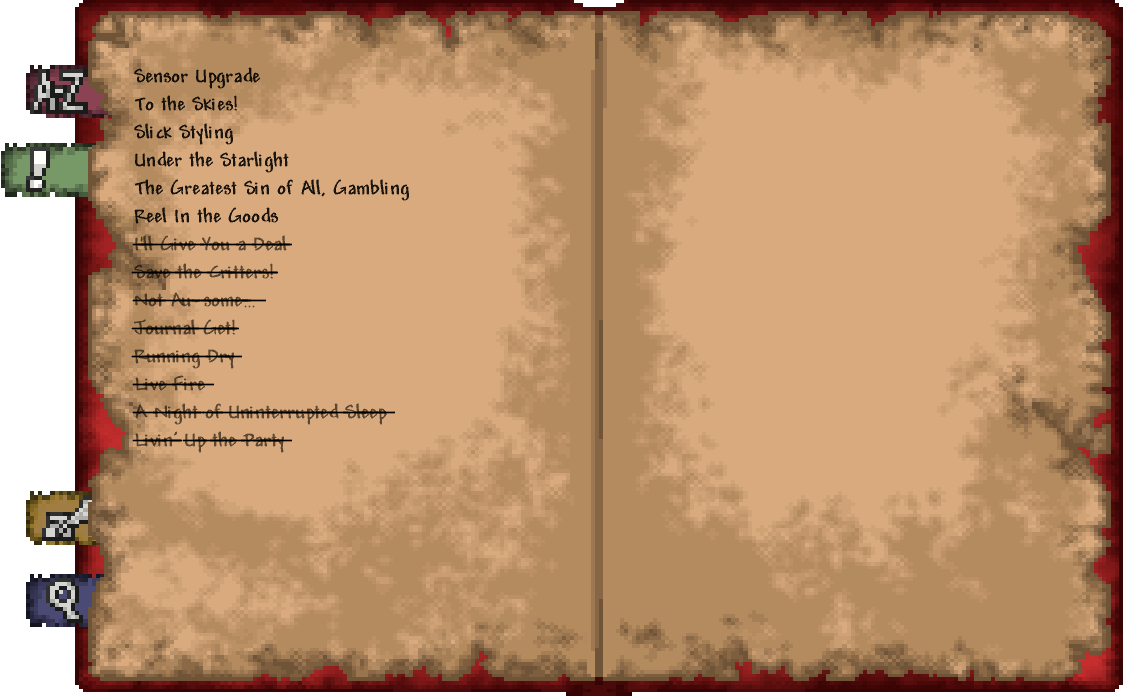 A-Z
!
Sensor Upgrade
To the Skies!
Slick Styling
Under the Starlight
The Greatest Sin of All, Gambling
Reel In the Goods
I'll Give You a Deal
Save the Critters!
Not Au-some...
Journal Get!
Running Dry
Live Fire
A Night of Uninterrupted Sleep
Livin' Up the Party